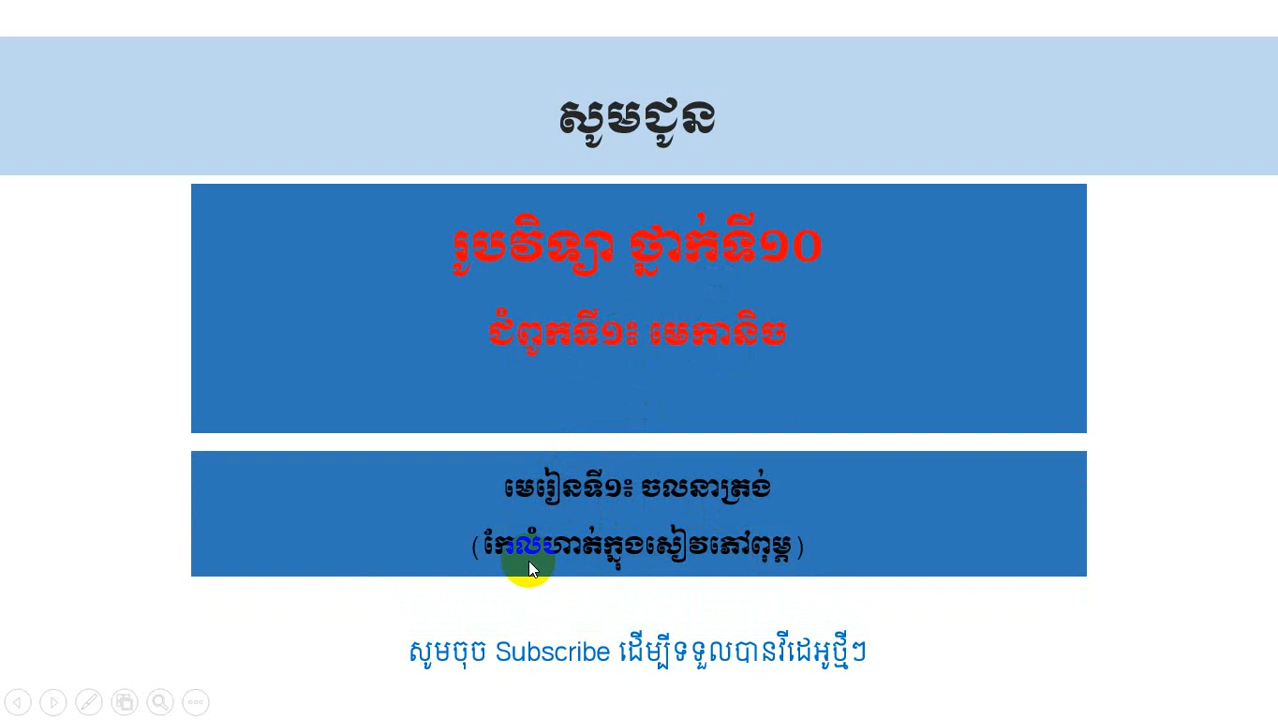 សូមជូន
រូបវិទ្យា ថ្នាក់ទី១០
ជំពូកទី១៖ មេកានិច
មេរៀនទី១៖ ចលនាត្រង់
(កែលំហាត់ក្នុងសៀវភៅពុម្ព)
សូមចុច Subscribe ដើម្បីទទួលបានវីដេអូថ្មីៗ